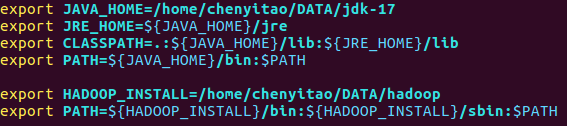 export JAVA_HOME=/home/chenyitao/DATA/jdk-17
export JRE_HOME=${JAVA_HOME}/jre
export CLASSPATH=.:${JAVA_HOME}/lib:${JRE_HOME}/lib
export PATH=${JAVA_HOME}/bin:$PATH
export HADOOP_INSTALL=/home/chenyitao/DATA/hadoop
export PATH=${HADOOP_INSTALL}/bin:${HADOOP_INSTALL}/sbin:$PATH